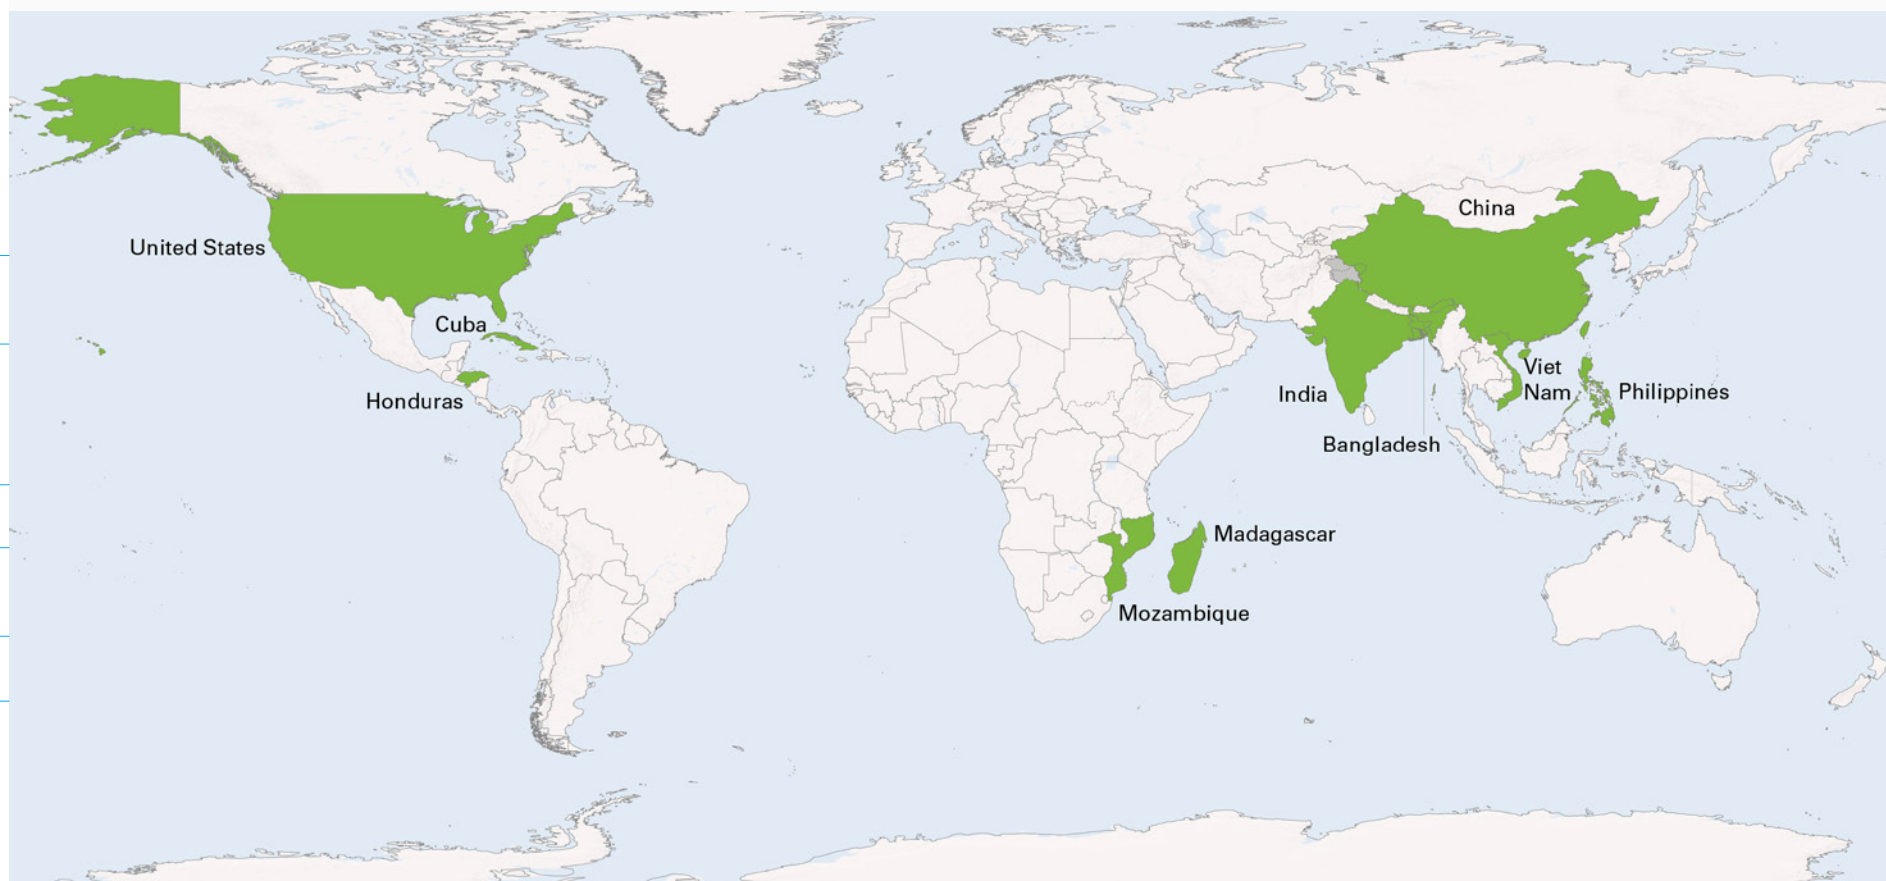 China
United States
Cuba
Viet
Nam
Honduras
India
Philippines
Bangladesh
Madagascar
Mozambique